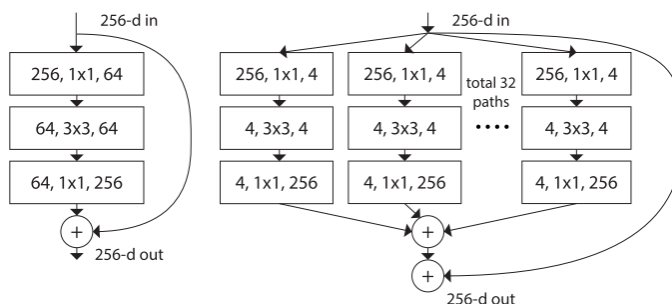 256-d in
256, 1x1, 64
64, 3x3, 64
64, 1x1, 256
+
256-d out
256-d in
256, 1x1, 4
256, 1x1, 4
256, 1x1, 4
total 32
paths
4, 3x3, 4
4, 3x3, 4
....
4, 3x3, 4
4, 1x1, 256
4, 1x1, 256
4, 1x1, 256
+
+
256-d out